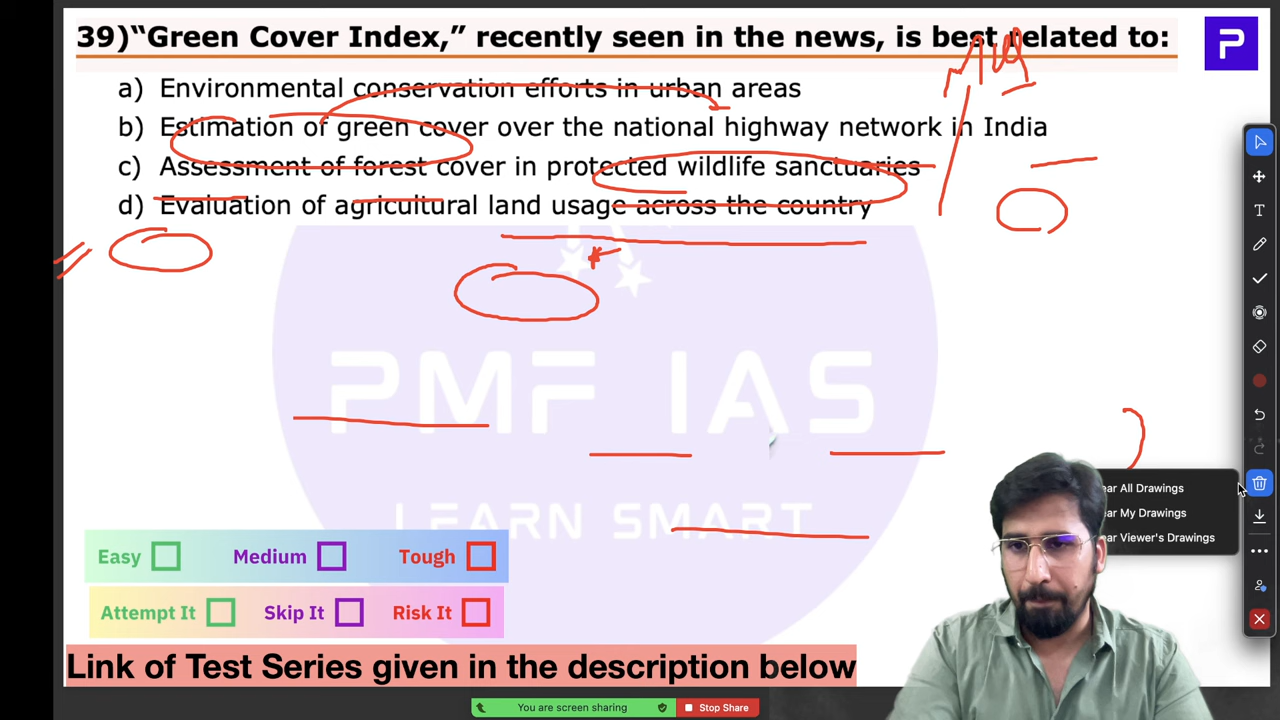 39)“Green Cover Index,” recently seen in the news, is best related to:
a) Environmental conservation efforts in urban areas
b) Estimation of green cover over the national highway network in India
c) Assessment of forest cover in protected wildlife sanctuaries
d) Evaluation of agricultural land usage across the country
P
PMF IAS
LEARN SMART
ear All Drawings
ear My Drawings
ear Viewer's Drawings
Easy Medium Tough
Attempt It Skip It Risk It
Link of Test Series given in the description below
You are screen sharing Stop Share